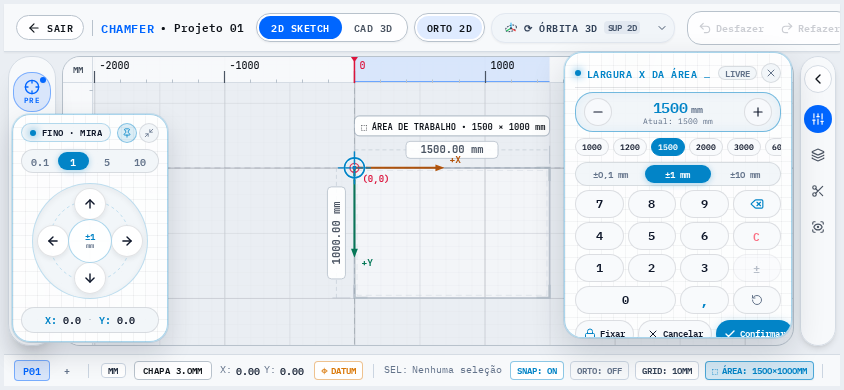 SAIR
CHAMFER • Projeto 01
2D SKETCH
CAD 3D
ORTO 2D
⟳ ÓRBITA 3D SUP 2D
Desfazer
Refazer
MM
-2000
-1000
0
1000
PRE
FINO · MIRA
0.1 1 5 10
±1
mm
X: 0.0 · Y: 0.0
ÁREA DE TRABALHO • 1500 × 1000 mm
1500.00 mm
+X
(0,0)
1000.00 mm
+Y
LARGURA X DA ÁREA …
LIVRE
− 1500 mm +
Atual: 1500 mm
1000 1200 1500 2000 3000 60
±0,1 mm ±1 mm ±10 mm
7 8 9
4 5 6 C
1 2 3 ±
0 ,
Fixar
Cancelar
Confirmar
P01
+
MM
CHAPA 3.0MM
X: 0.00 Y: 0.00
DATUM
SEL: Nenhuma seleção
SNAP: ON
ORTO: OFF
GRID: 10MM
ÁREA: 1500×1000MM